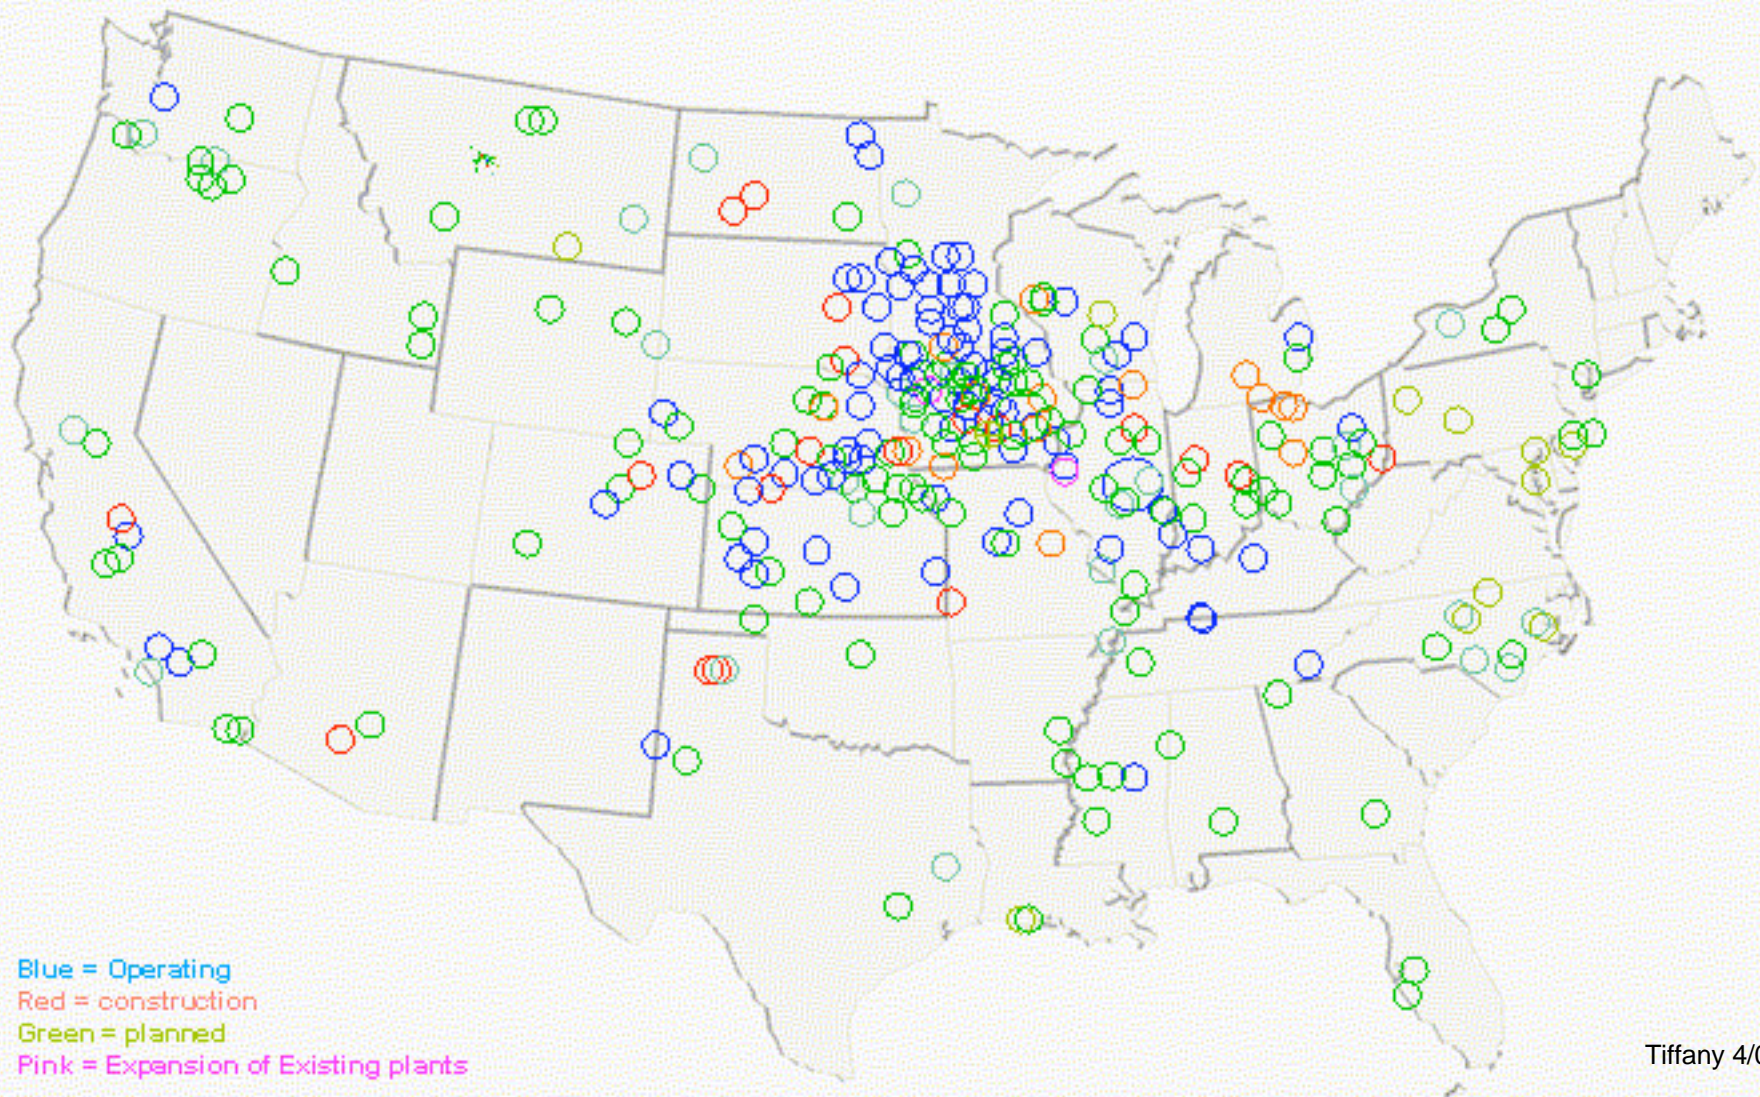 Blue = Operating
Red = construction
Green = planned
Pink = Expansion of Existing plants
Tiffany 4/0